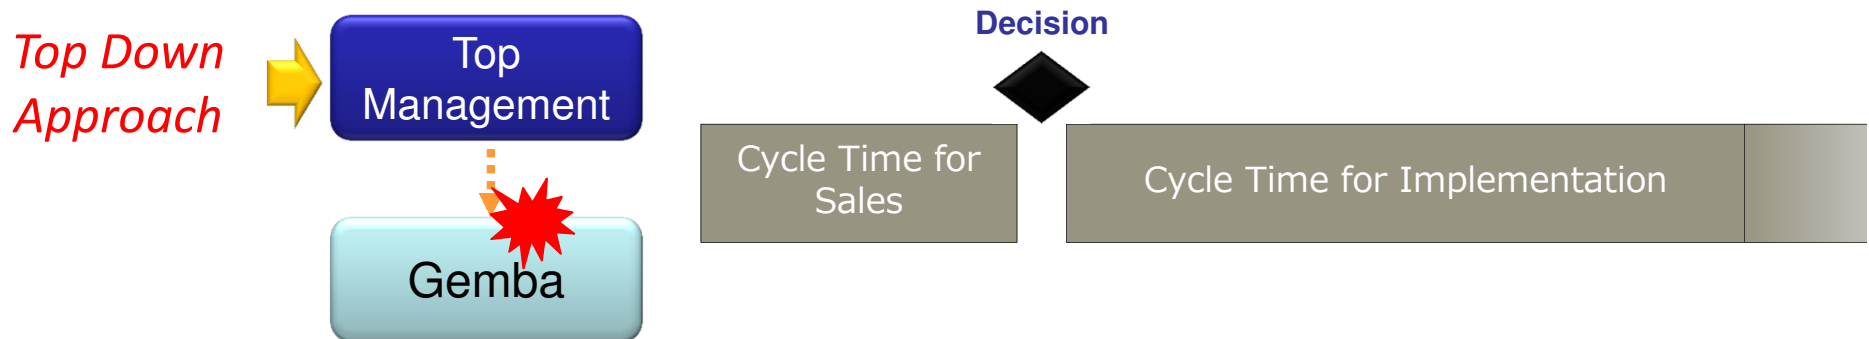 Top Down
Approach
Top
Management
Gemba
Decision
Cycle Time for
Sales
Cycle Time for Implementation